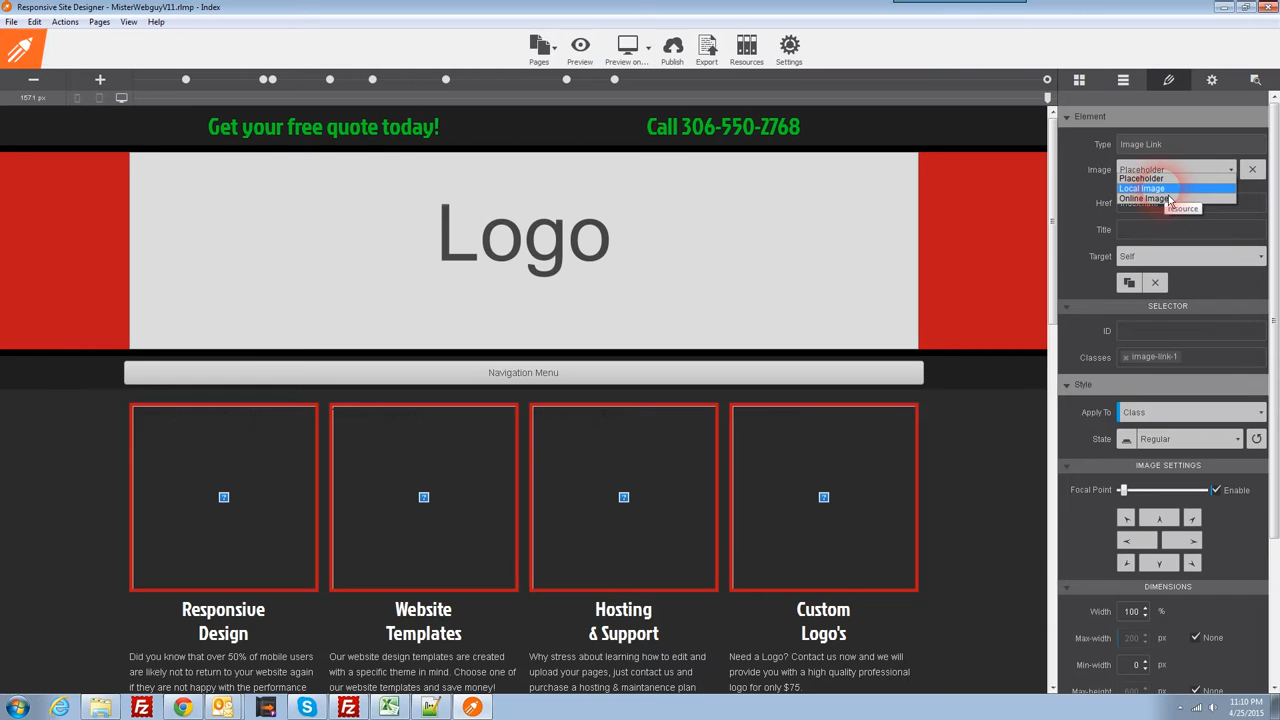 Responsive Site Designer - MisterWebguyV11.rlmp - Index
File Edit Actions Pages View Help
Pages Preview Preview on... Publish Export Resources Settings
1571 px
Get your free quote today! Call 306-550-2768
Logo
Navigation Menu
Responsive Design
Website Templates
Hosting & Support
Custom Logo's
Did you know that over 50% of mobile users
are likely not to return to your website again
if they are not happy with the performance
Our website design templates are created
with a specific theme in mind. Choose one of
our website templates and save money!
Why stress about learning how to edit and
upload your pages, just contact us and
purchase a hosting & maintanence plan
Need a Logo? Contact us now and we will
provide you with a high quality professional
logo for only $75.
Element
Type Image Link
Image Placeholder
Placeholder
Local Image
Online Image
resource
Href
Title
Target Self
SELECTOR
ID
Classes image-link-1
Style
Apply To Class
State Regular
IMAGE SETTINGS
Focal Point Enable
DIMENSIONS
Width 100 %
Max-width 200 px None
Min-width 0 px
Max-height 600 px None
11:10 PM
4/25/2015